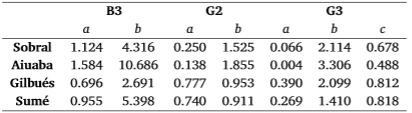 B3 G2 G3
a b a b a b c
Sobral 1.124 4.316 0.250 1.525 0.066 2.114 0.678
Aiuaba 1.584 10.686 0.138 1.855 0.004 3.306 0.488
Gilbués 0.696 2.691 0.777 0.953 0.390 2.099 0.812
Sumé 0.955 5.398 0.740 0.911 0.269 1.410 0.818